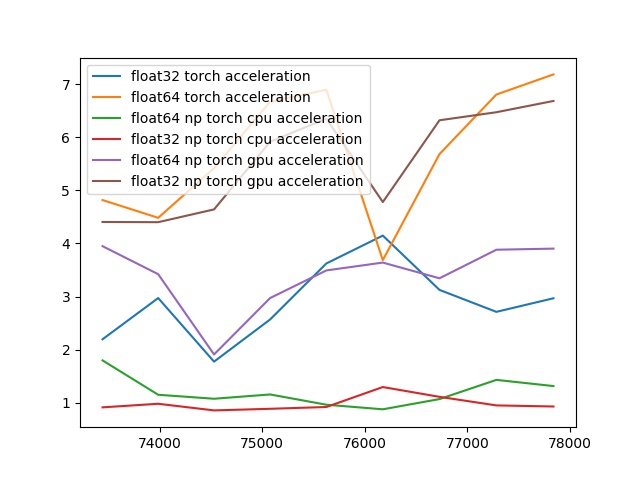 float32 torch acceleration
float64 torch acceleration
float64 np torch cpu acceleration
float32 np torch cpu acceleration
float64 np torch gpu acceleration
float32 np torch gpu acceleration
7
6
5
4
3
2
1
74000 75000 76000 77000 78000